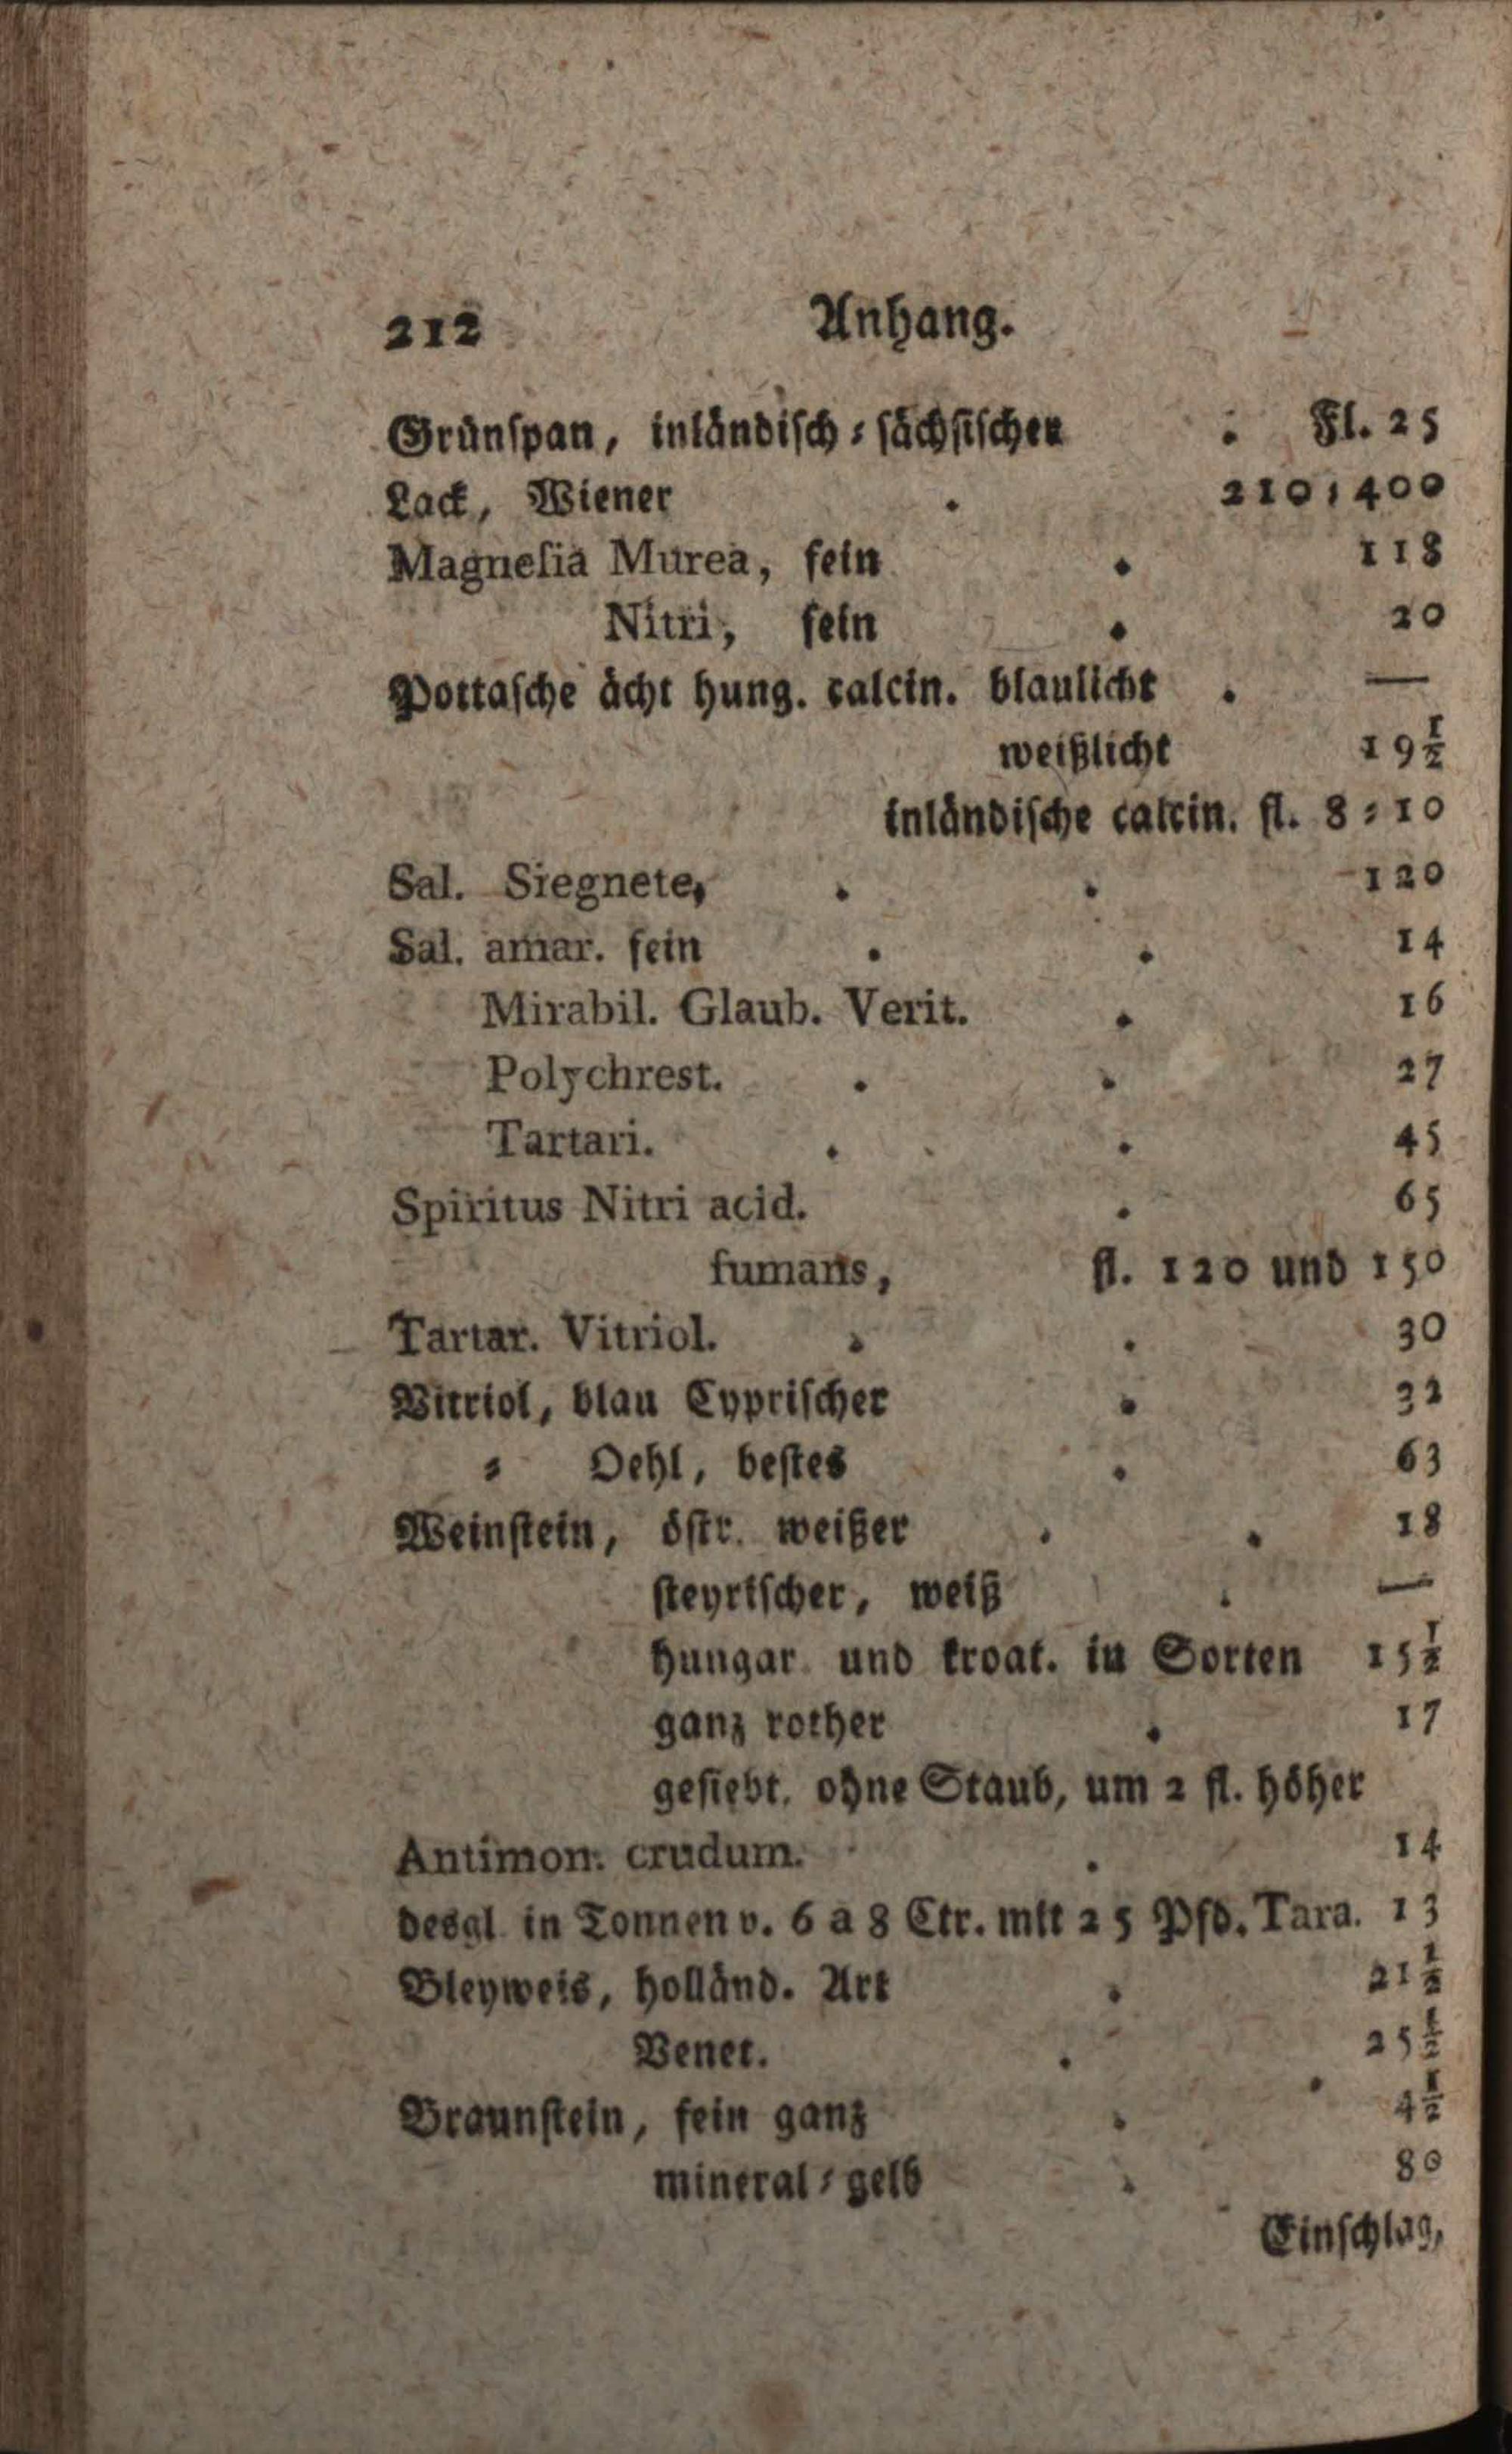 212 Anhang.
Grünſpan, inländiſch⸗ſächſiſcher . Fl. 25
Lack, Wiener . 210⸗400
Magneſia Murea, fein . 118
Nitri, fein . 20
Pottaſche ächt hung. calcin. blaulicht . —
weißlicht 19½
inländiſche calcin. fl. 8⸗10
Sal. Siegnete, . . 120
Sal. amar. fein . . 14
Mirabil. Glaub. Verit. . 16
Polychrest. . . 27
Tartari. . . 45
Spiritus Nitri acid. . 65
fumans, fl. 120 und 150
Tartar. Vitriol. . . 30
Vitriol, blau Cypriſcher . 32
⸗ Oehl, beſtes . 63
Weinſtein, öſtr. weißer . . 18
ſteyriſcher, weiß . —
hungar und kroat. in Sorten 15½
ganz rother . 17
geſiebt. ohne Staub, um 2 fl. höher
Antimon. crudum. . 14
desgl in Tonnen v. 6 a 8 Ctr. mit 25 Pfd. Tara. 13
Bleyweis, holländ. Art . 21½
Venet. . 25½
Braunſtein, fein ganz . 4½
mineral⸗gelb . 80
Einſchlag,